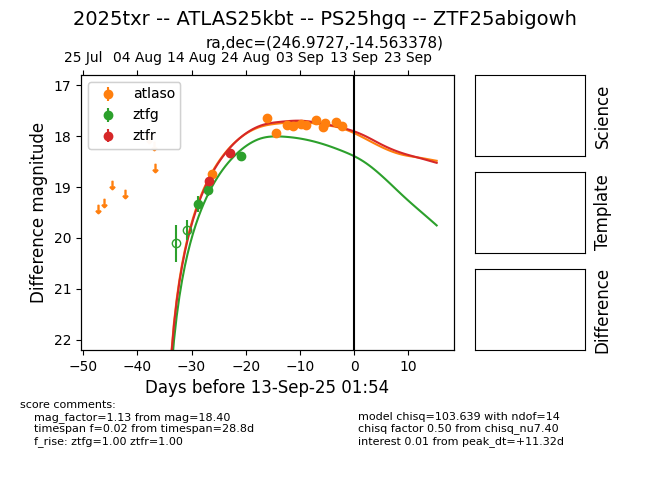 2025txr -- ATLAS25kbt -- PS25hgq -- ZTF25abigowh
ra,dec=(246.9727,-14.563378)
25 Jul 04 Aug 14 Aug 24 Aug 03 Sep 13 Sep 23 Sep
17
18
19
20
21
22
Difference magnitude
atlaso
ztfg
ztfr
−50 −40 −30 −20 −10 0 10
Days before 13-Sep-25 01:54
Science
Template
Difference
score comments:
mag_factor=1.13 from mag=18.40
timespan f=0.02 from timespan=28.8d
f_rise: ztfg=1.00 ztfr=1.00
model chisq=103.639 with ndof=14
chisq factor 0.50 from chisq_nu7.40
interest 0.01 from peak_dt=+11.32d